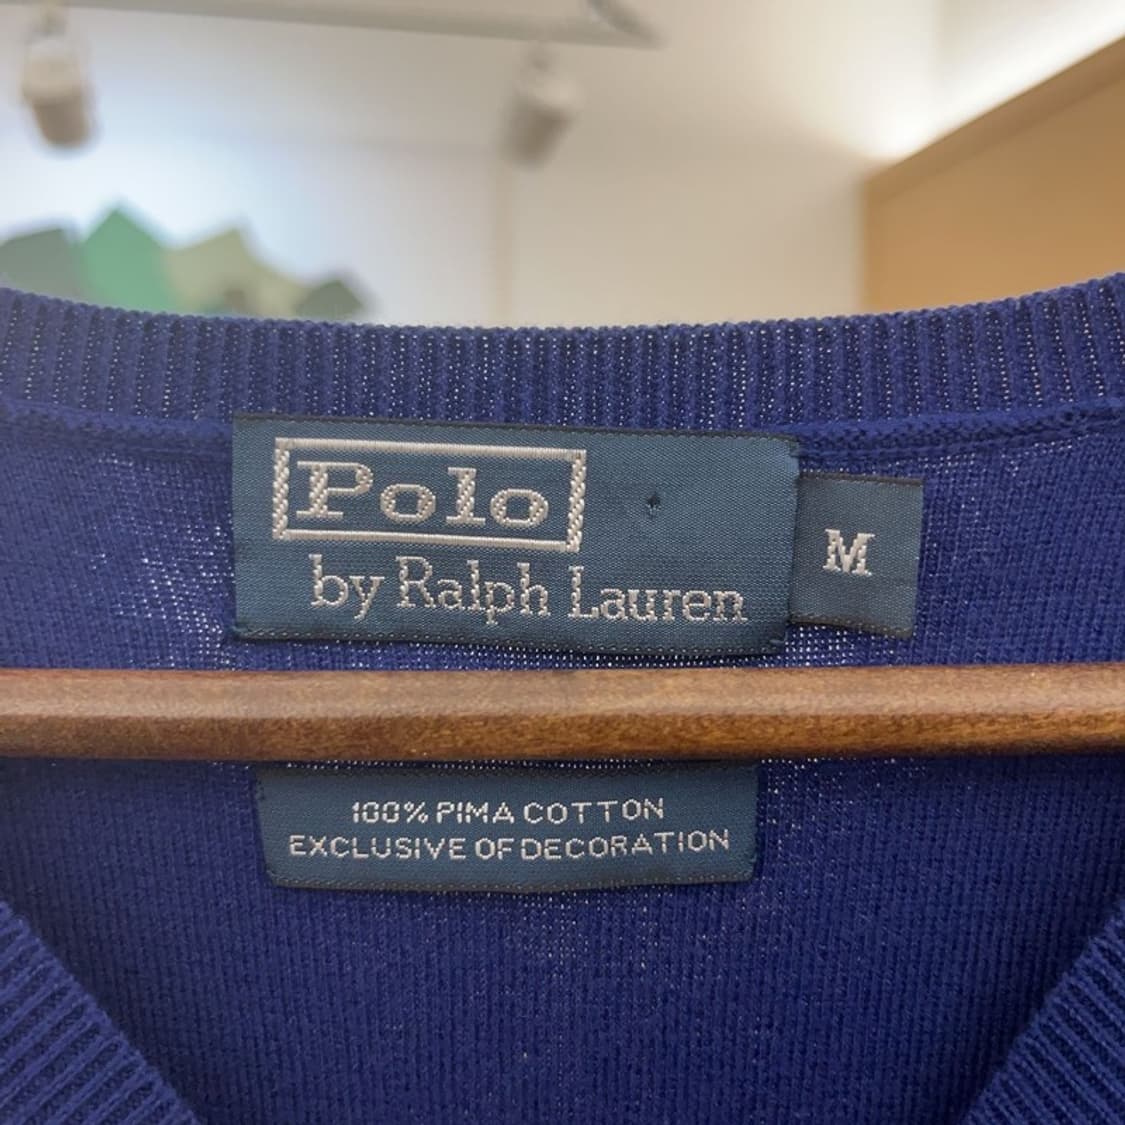 Polo
by Ralph Lauren
M
100% PIMA COTTON
EXCLUSIVE OF DECORATION